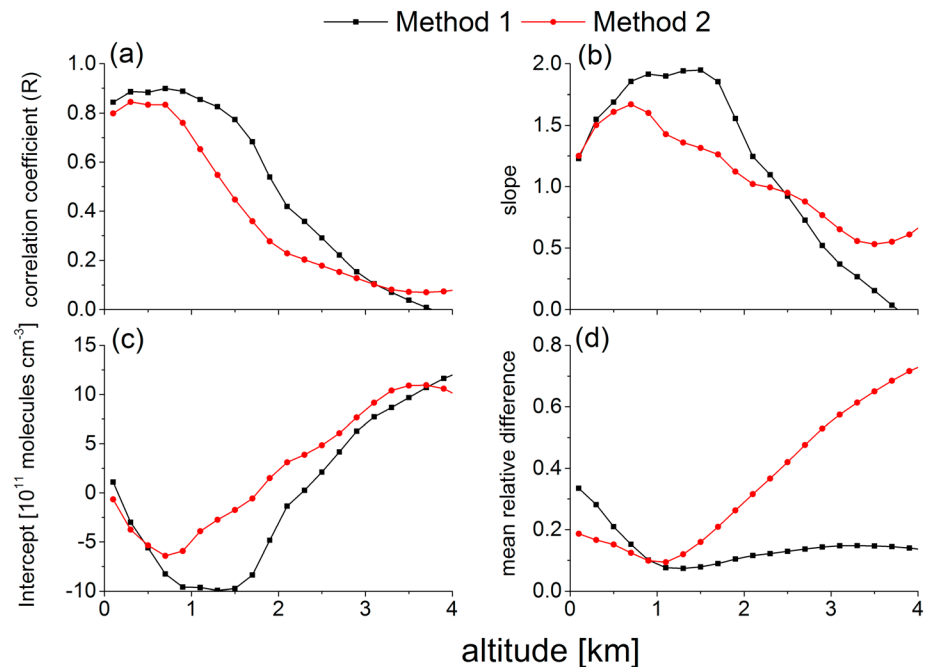 Method 1 Method 2
(a)
correlation coefficient (R)
1.0
0.8
0.6
0.4
0.2
0.0
(b)
slope
2.0
1.5
1.0
0.5
0.0
(c)
Intercept [10¹¹ molecules cm⁻³]
15
10
5
0
-5
-10
0 1 2 3 4
(d)
mean relative difference
0.8
0.6
0.4
0.2
0.0
0 1 2 3 4
altitude [km]